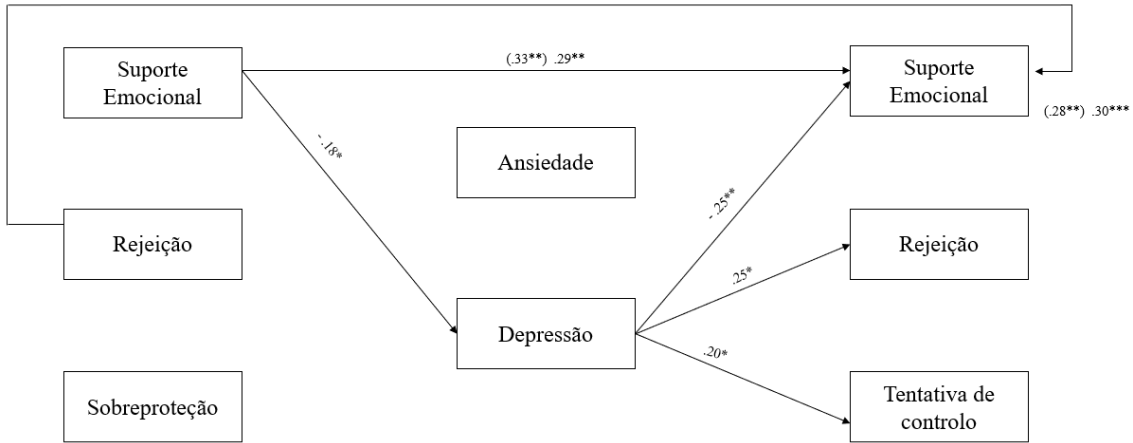 (.33**) .29**
Suporte
Emocional
Suporte
Emocional
(.28**) .30***
- .18*
Ansiedade
- .25**
Rejeição
Rejeição
.25*
Depressão
.20*
Sobreproteção
Tentativa de
controlo